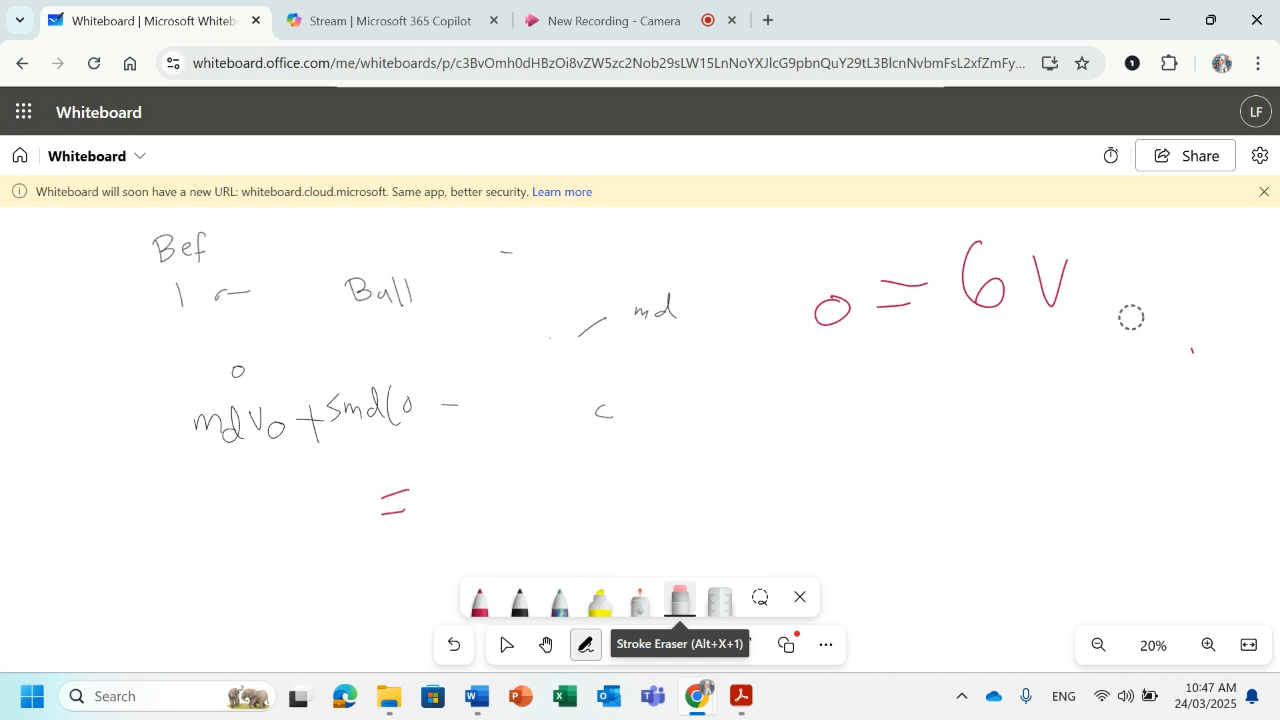 Whiteboard | Microsoft Whiteb
Stream | Microsoft 365 Copilot
New Recording - Camera
whiteboard.office.com/me/whiteboards/p/c3BvOmh0dHBzOi8vZW5zc2Nob29sLW15LnNoYXJlcG9pbnQuY29tL3BlcnNvbmFsL2xfZmFy...
Whiteboard
LF
Whiteboard
Share
Whiteboard will soon have a new URL: whiteboard.cloud.microsoft. Same app, better security. Learn more
Bef
Ball
md
0 = 6 V
0
mdV0 + 5md(0 -
c
=
Stroke Eraser (Alt+X+1)
20%
Search
ENG
10:47 AM
24/03/2025